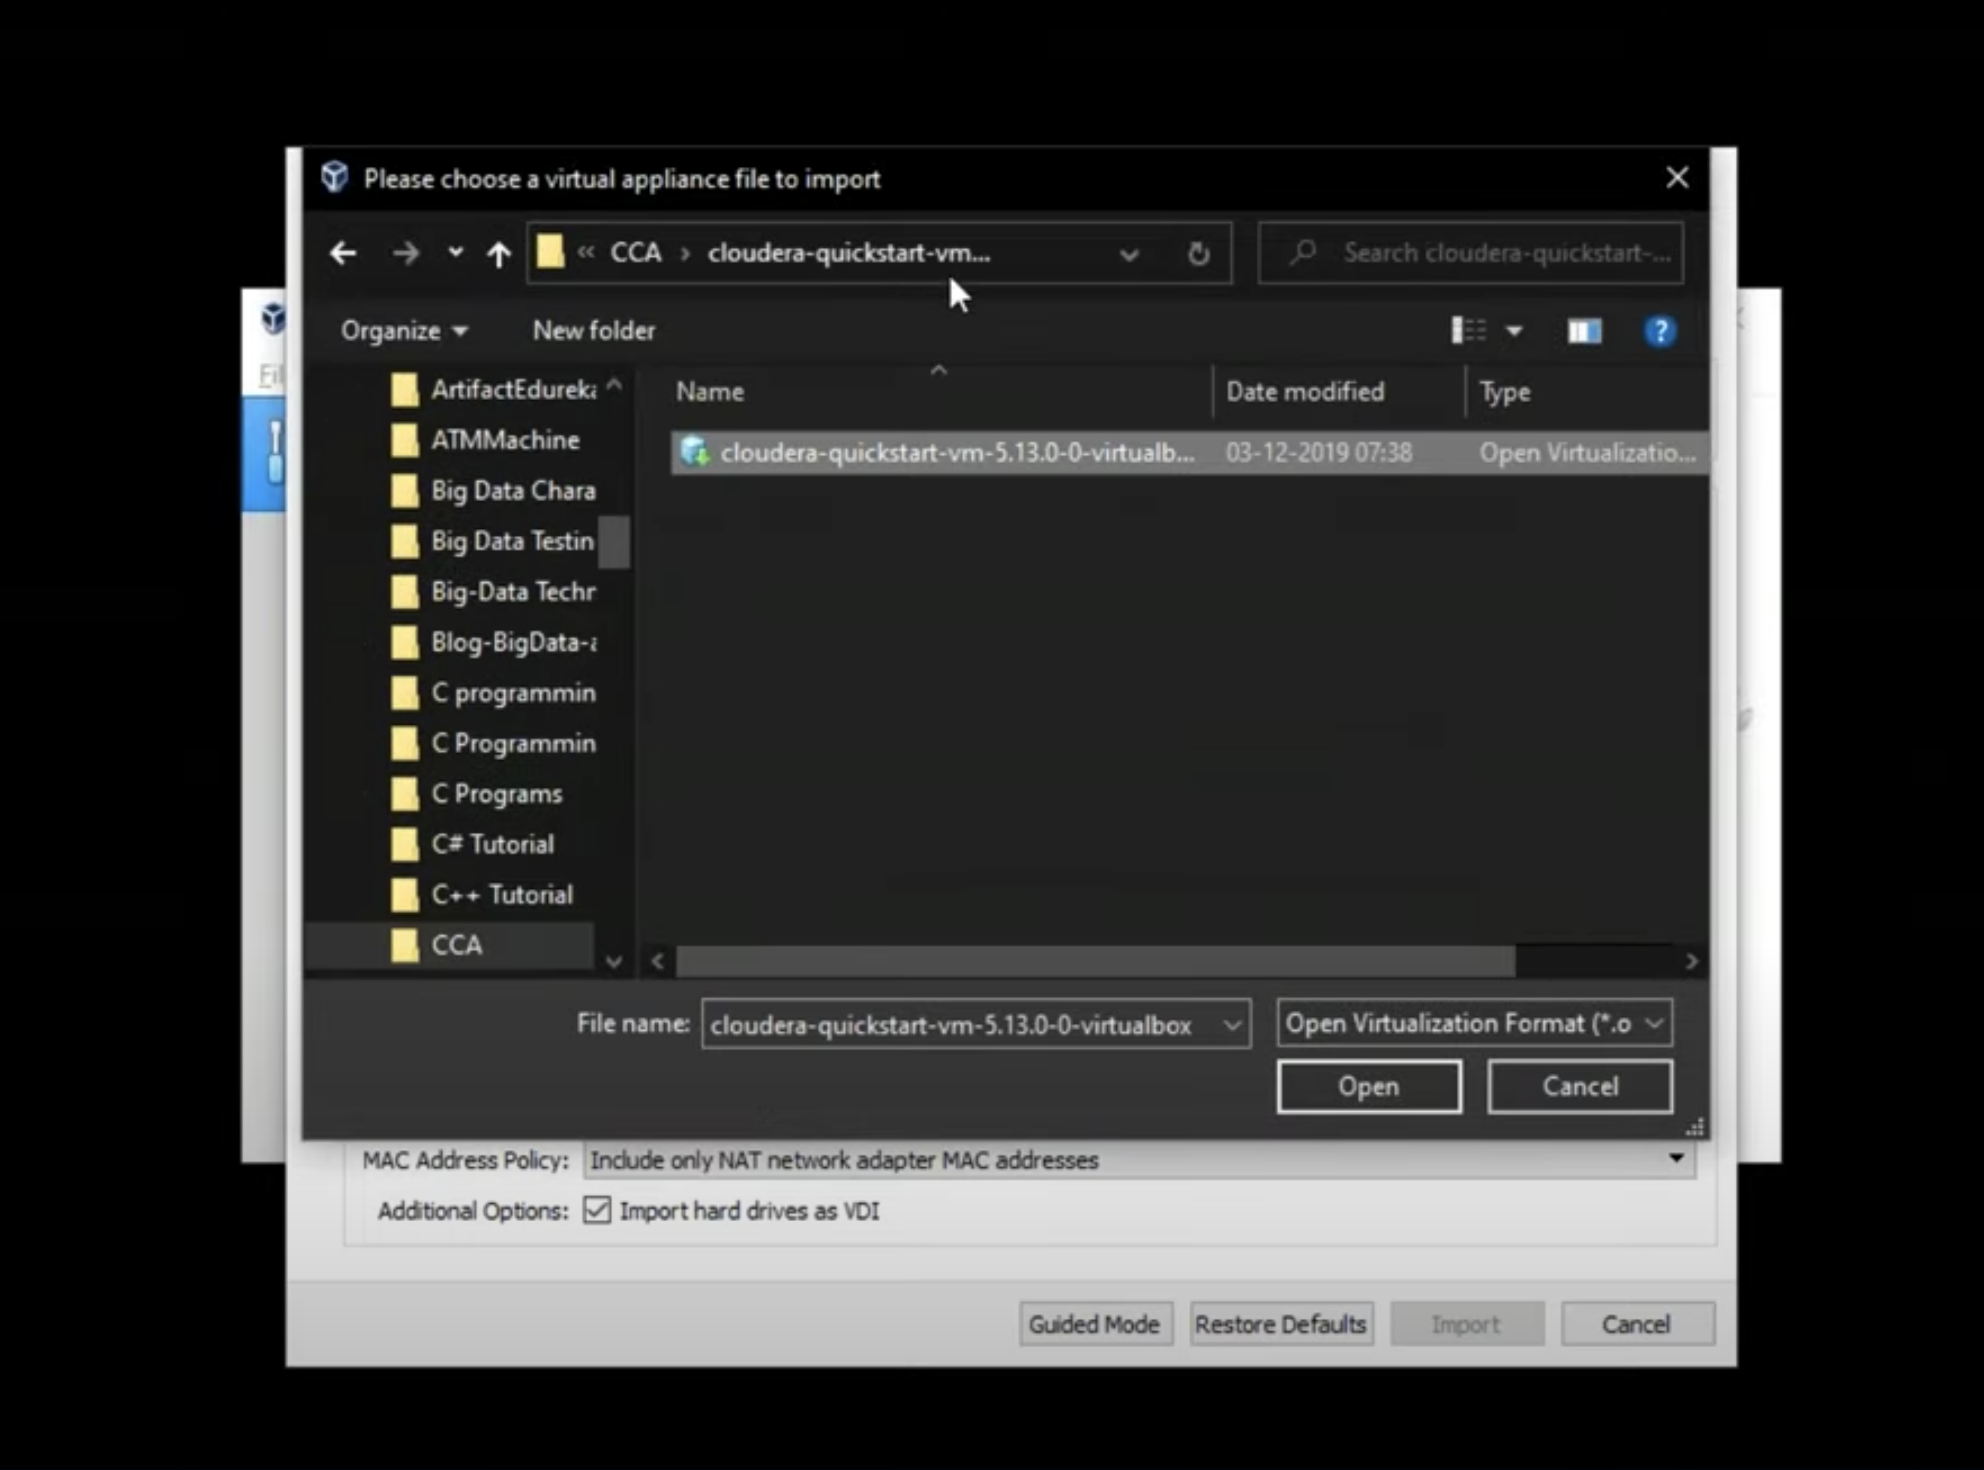 Please choose a virtual appliance file to import
« CCA › cloudera-quickstart-vm...
Search cloudera-quickstart-...
Organize
New folder
?
Fil
Name
Date modified
Type
ArtifactEdureka
ATMMachine
Big Data Chara
Big Data Testin
Big-Data Techn
Blog-BigData-a
C programmin
C Programmin
C Programs
C# Tutorial
C++ Tutorial
CCA
cloudera-quickstart-vm-5.13.0-0-virtualb... 03-12-2019 07:38 Open Virtualizatio...
File name: cloudera-quickstart-vm-5.13.0-0-virtualbox
Open Virtualization Format (*.o
Open
Cancel
MAC Address Policy: Include only NAT network adapter MAC addresses
Additional Options: Import hard drives as VDI
Guided Mode
Restore Defaults
Import
Cancel